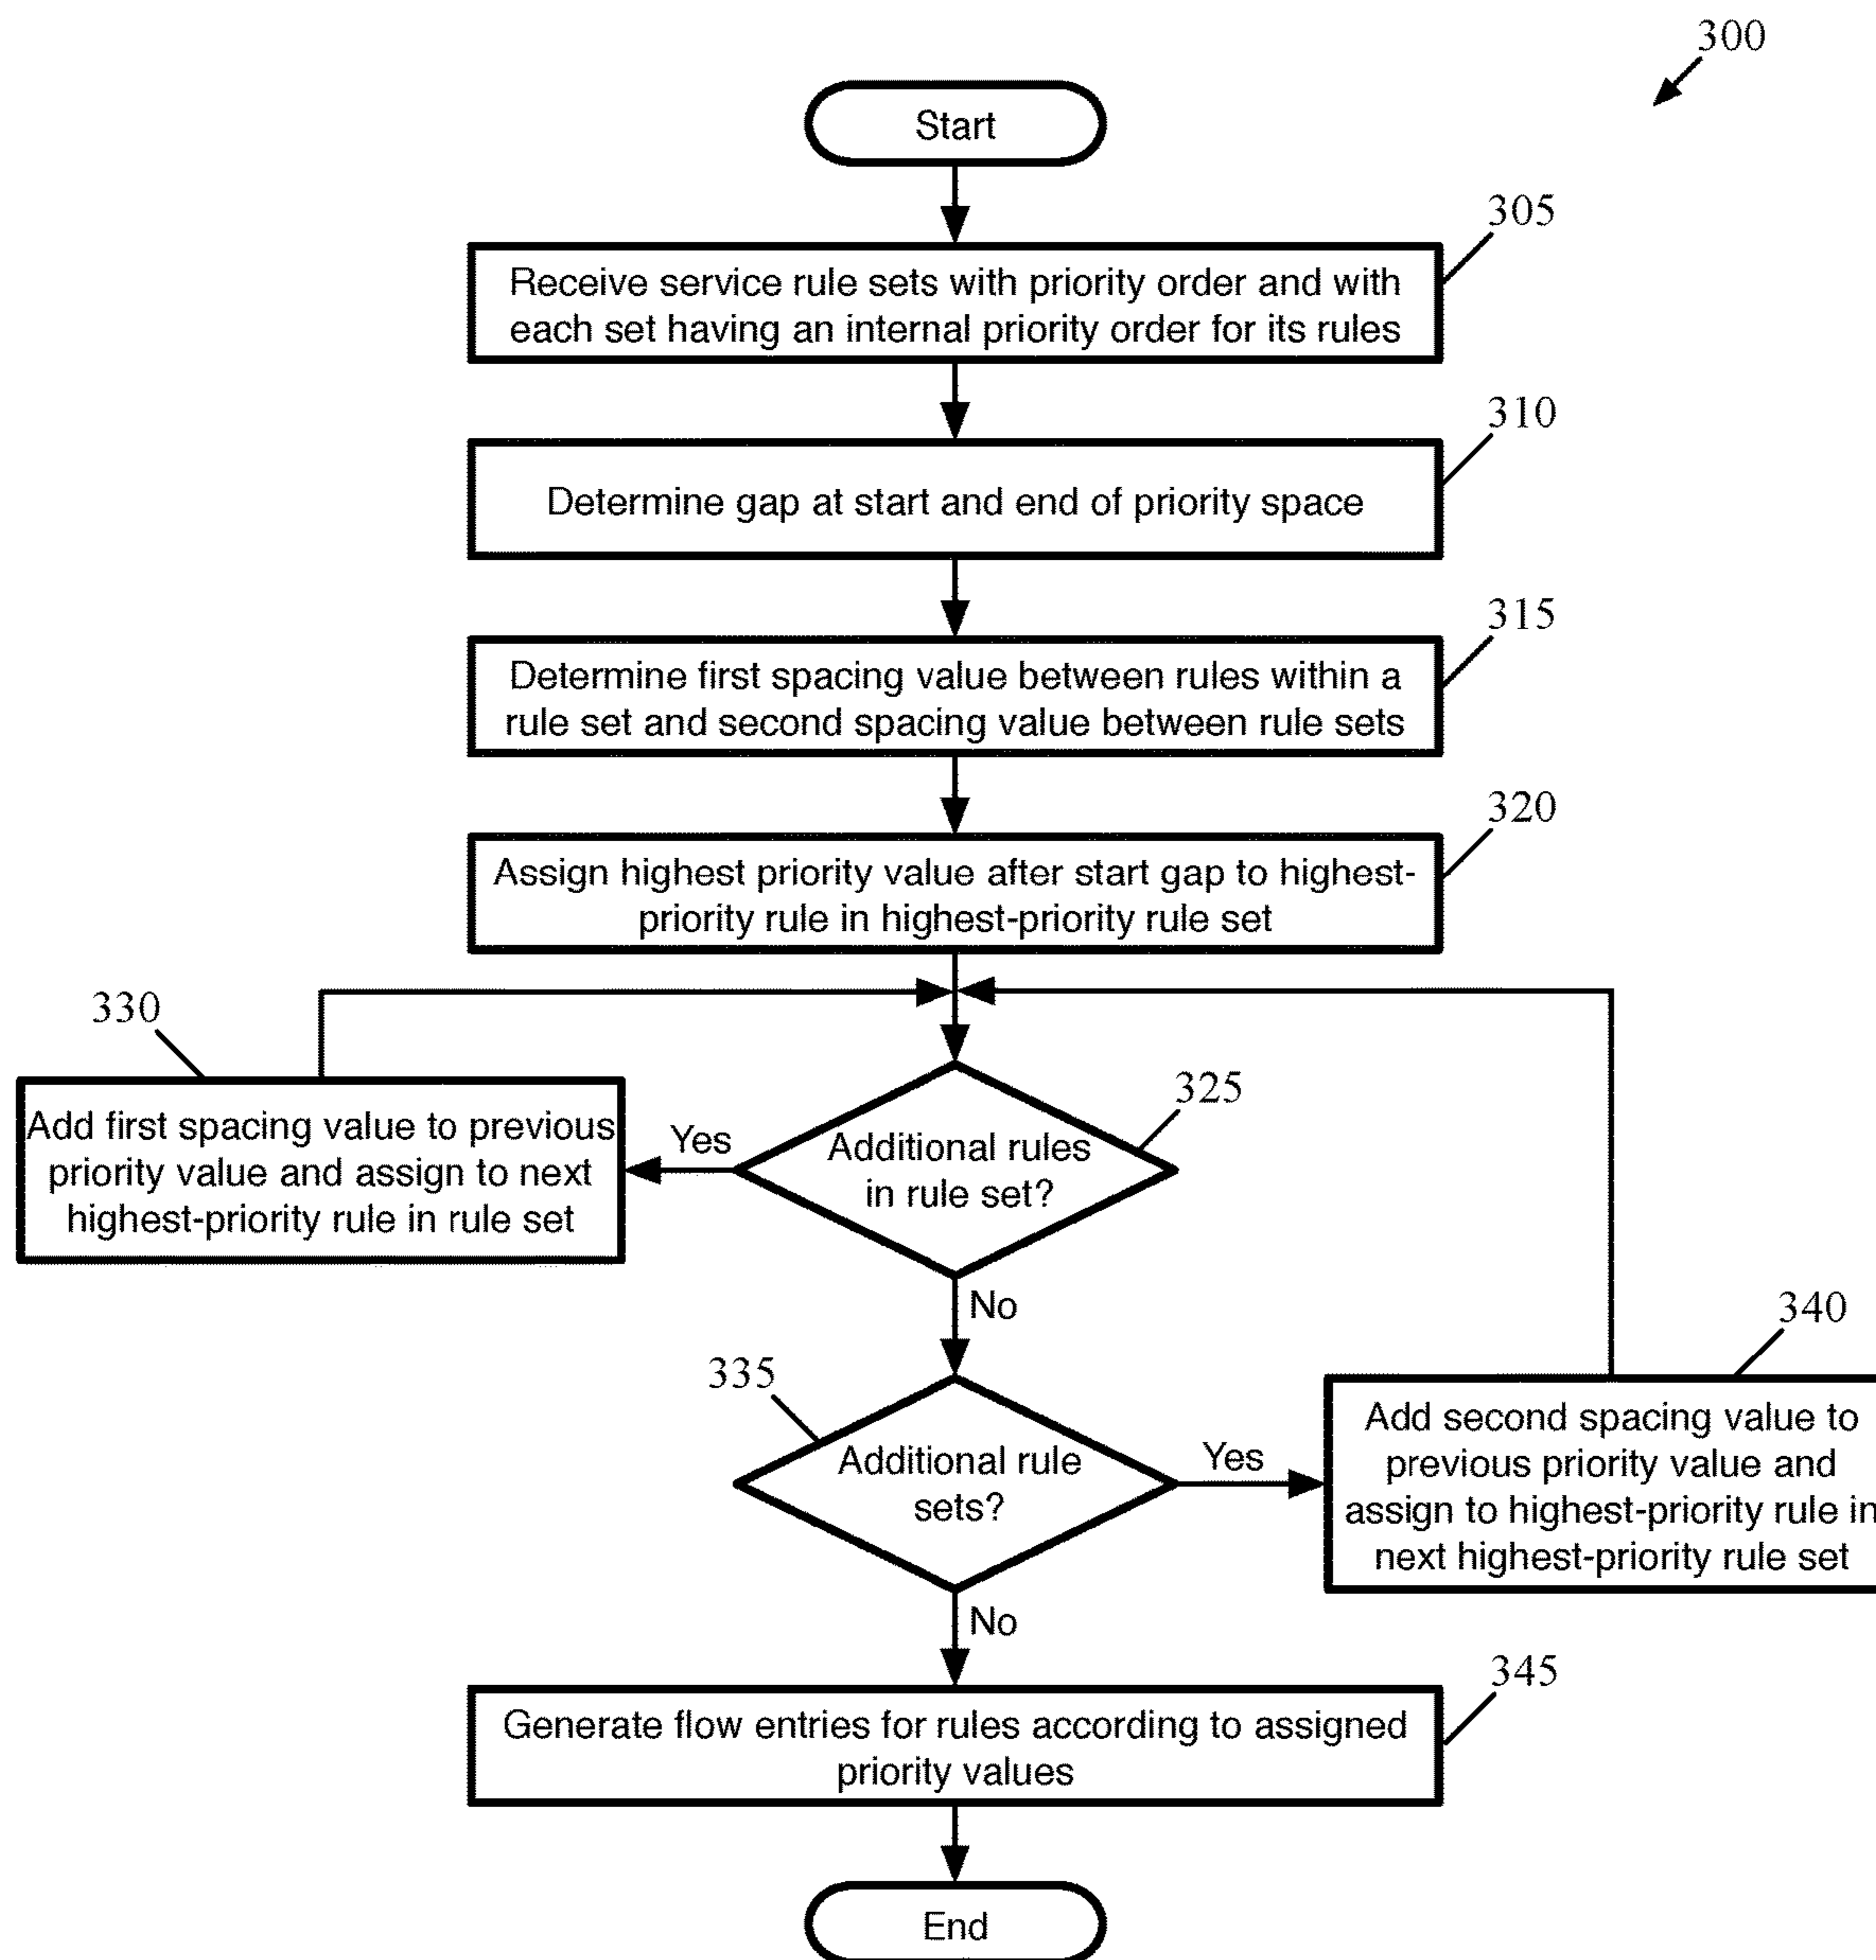 300
Start
305
Receive service rule sets with priority order and with
each set having an internal priority order for its rules
310
Determine gap at start and end of priority space
315
Determine first spacing value between rules within a
rule set and second spacing value between rule sets
320
Assign highest priority value after start gap to highest-
priority rule in highest-priority rule set
330
Add first spacing value to previous
priority value and assign to next
highest-priority rule in rule set
Yes
325
Additional rules
in rule set?
No
335
Additional rule
sets?
Yes
340
Add second spacing value to
previous priority value and
assign to highest-priority rule in
next highest-priority rule set
No
345
Generate flow entries for rules according to assigned
priority values
End